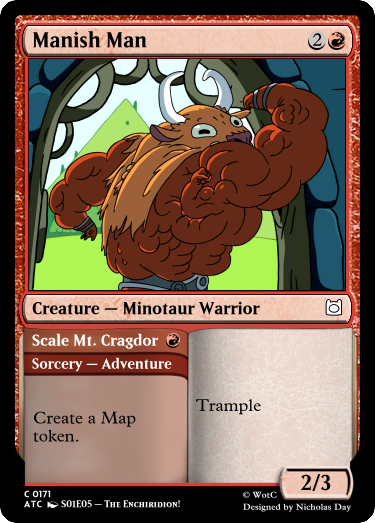 Manish Man 2
Creature — Minotaur Warrior
Scale Mt. Cragdor
Sorcery — Adventure
Create a Map
token.
Trample
2/3
C 0171
ATC S01E05 — The Enchiridion!
© WotC
Designed by Nicholas Day